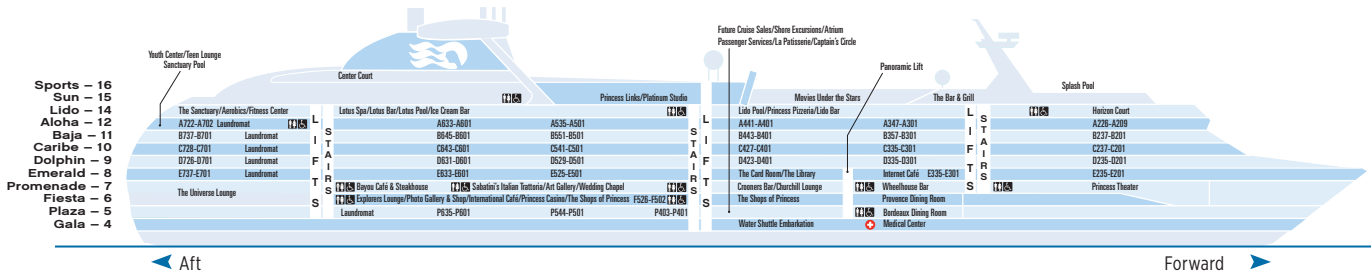 Future Cruise Sales/Shore Excursions/Atrium
Passenger Services/La Patisserie/Captain's Circle
Youth Center/Teen Lounge
Sanctuary Pool
Panoramic Lift
Center Court
Splash Pool
Sports – 16
Sun – 15
Princess Links/Platinum Studio
Movies Under the Stars
The Bar & Grill
Lido – 14
The Sanctuary/Aerobics/Fitness Center
Lotus Spa/Lotus Bar/Lotus Pool/Ice Cream Bar
Lido Pool/Princess Pizzeria/Lido Bar
Horizon Court
Aloha – 12
A722-A702 Laundromat
A633-A601
A535-A501
A441-A401
A347-A301
A226-A209
Baja – 11
B737-B701
Laundromat
B645-B601
B551-B501
B443-B401
B357-B301
B237-B201
Caribe – 10
C728-C701
Laundromat
C643-C601
C541-C501
C427-C401
C335-C301
C237-C201
Dolphin – 9
D726-D701
Laundromat
D631-D601
D529-D501
D423-D401
D335-D301
D235-D201
Emerald – 8
E737-E701
Laundromat
E633-E601
E525-E501
The Card Room/The Library
Internet Café E335-E301
E235-E201
Promenade – 7
The Universe Lounge
Bayou Café & Steakhouse
Sabatini's Italian Trattoria/Art Gallery/Wedding Chapel
Crooners Bar/Churchill Lounge
Wheelhouse Bar
Princess Theater
Fiesta – 6
Explorers Lounge/Photo Gallery & Shop/International Café/Princess Casino/The Shops of Princess F526-F502
The Shops of Princess
Provence Dining Room
Plaza – 5
Laundromat
P635-P601
P544-P501
P403-P401
Bordeaux Dining Room
Gala – 4
Water Shuttle Embarkation
Medical Center
LIFTS
STAIRS
STAIRS
LIFTS
LIFTS
STAIRS
Aft
Forward